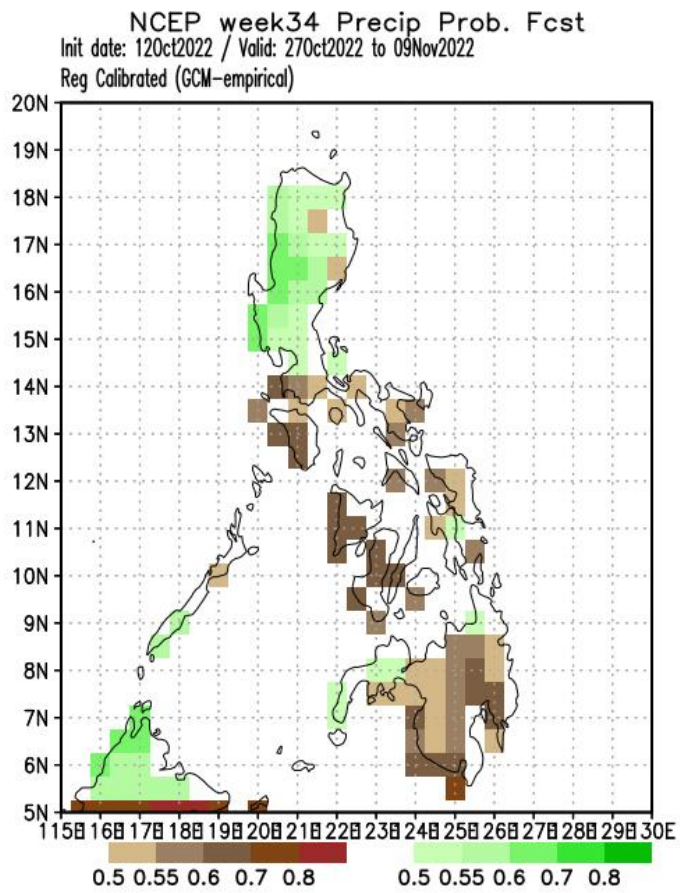 NCEP week34 Precip Prob. Fcst
Init date: 12Oct2022 / Valid: 27Oct2022 to 09Nov2022
Reg Calibrated (GCM-empirical)
20N
19N
18N
17N
16N
15N
14N
13N
12N
11N
10N
9N
8N
7N
6N
5N
115E 116E 117E 118E 119E 120E 121E 122E 123E 124E 125E 126E 127E 128E 129E 130E
0.5 0.55 0.6 0.7 0.8 0.5 0.55 0.6 0.7 0.8